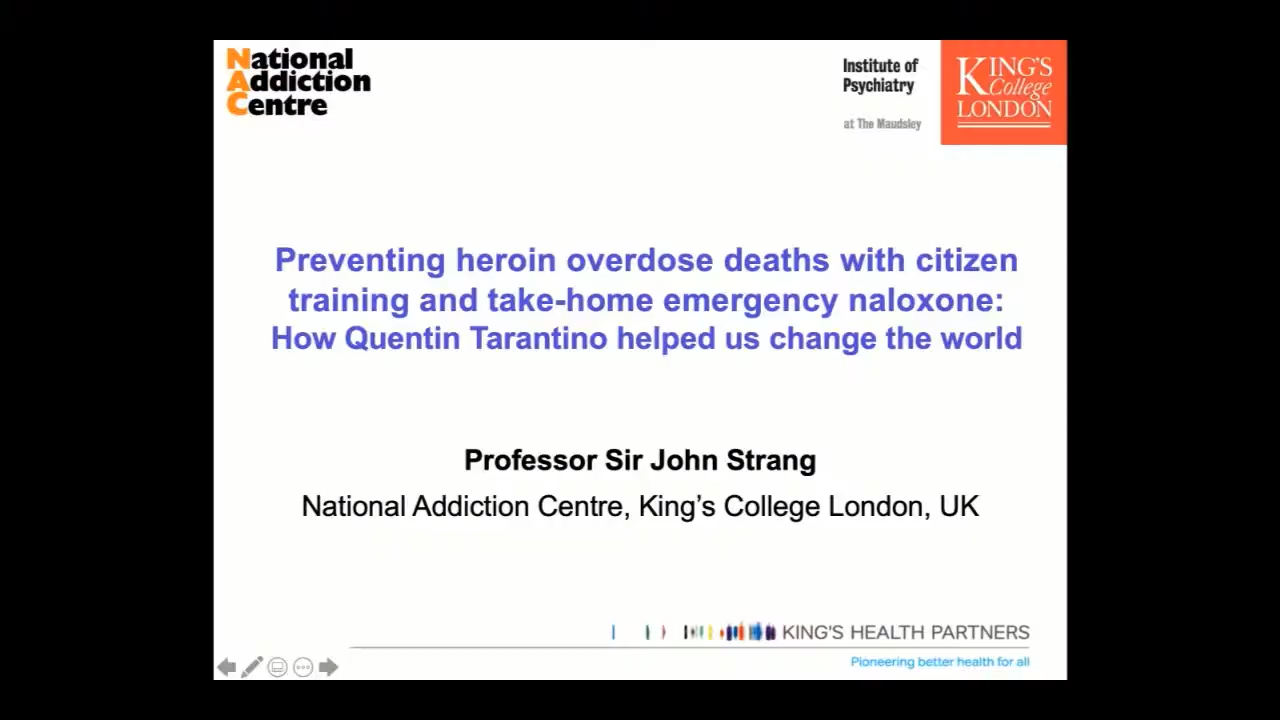 National
Addiction
Centre
Institute of
Psychiatry
at The Maudsley
KING'S
College
LONDON
Preventing heroin overdose deaths with citizen
training and take-home emergency naloxone:
How Quentin Tarantino helped us change the world
Professor Sir John Strang
National Addiction Centre, King’s College London, UK
KING'S HEALTH PARTNERS
Pioneering better health for all